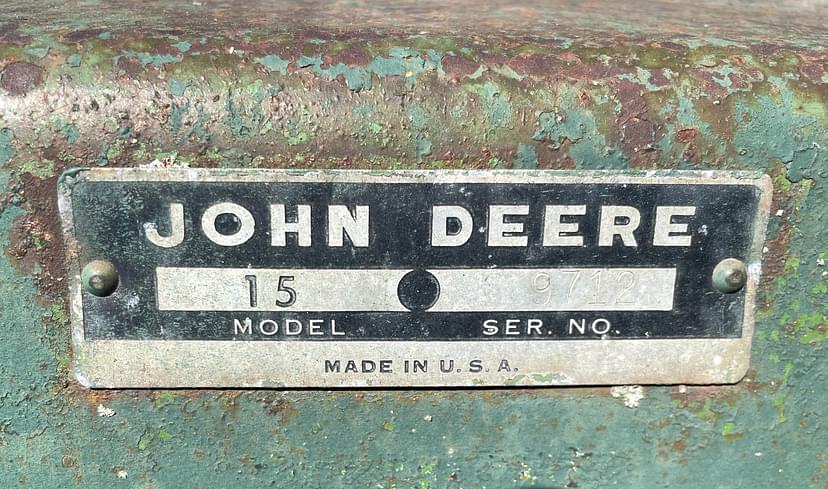 JOHN DEERE
15 9712
MODEL SER. NO.
MADE IN U. S. A.